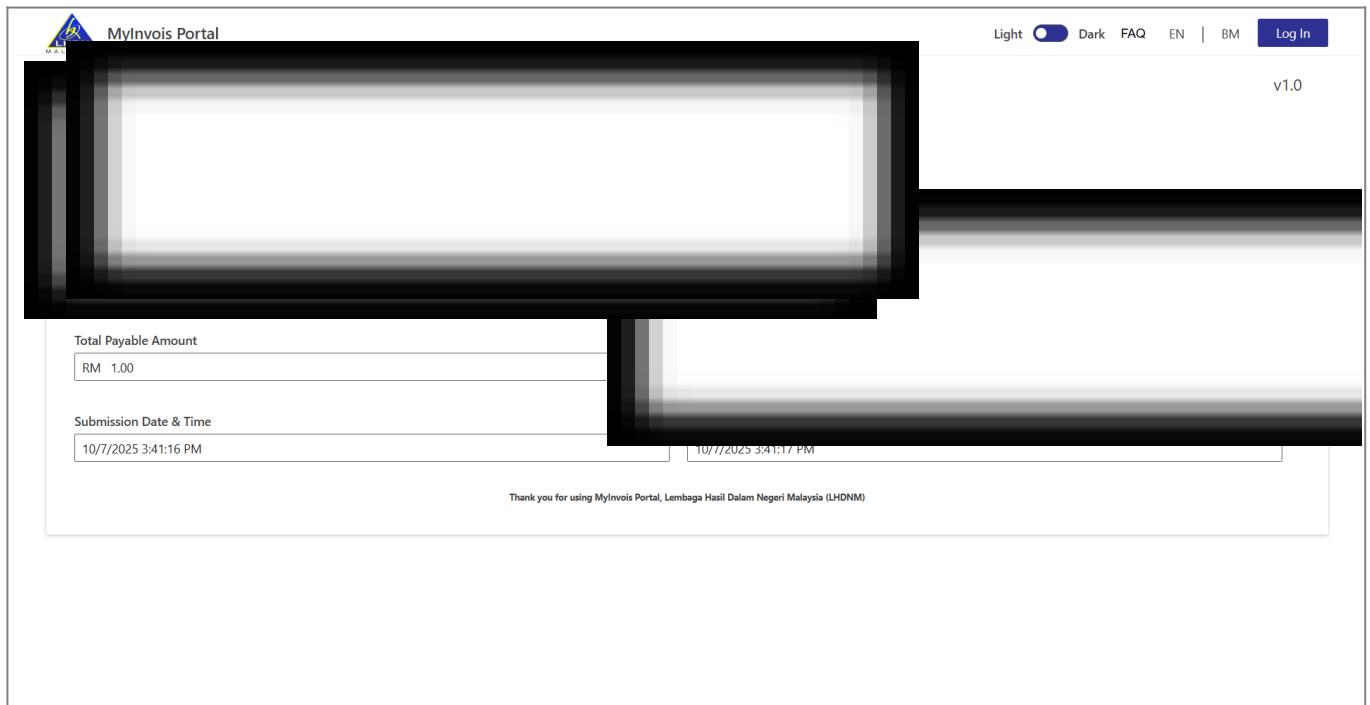 MyInvois Portal Light Dark FAQ EN | BM Log In
v1.0
Total Payable Amount
RM 1.00
Submission Date & Time
10/7/2025 3:41:16 PM 10/7/2025 3:41:17 PM
Thank you for using MyInvois Portal, Lembaga Hasil Dalam Negeri Malaysia (LHDNM)